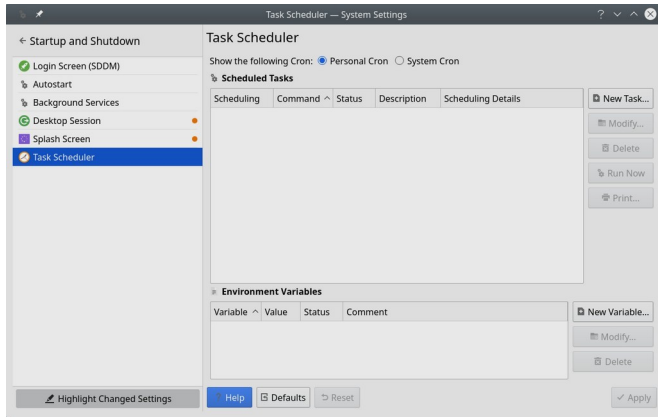 Task Scheduler — System Settings
Startup and Shutdown
Login Screen (SDDM)
Autostart
Background Services
Desktop Session
Splash Screen
Task Scheduler
Highlight Changed Settings
Task Scheduler
Show the following Cron: Personal Cron System Cron
Scheduled Tasks
Scheduling Command Status Description Scheduling Details
New Task...
Modify...
Delete
Run Now
Print...
Environment Variables
Variable Value Status Comment
New Variable...
Modify...
Delete
Help Defaults Reset Apply